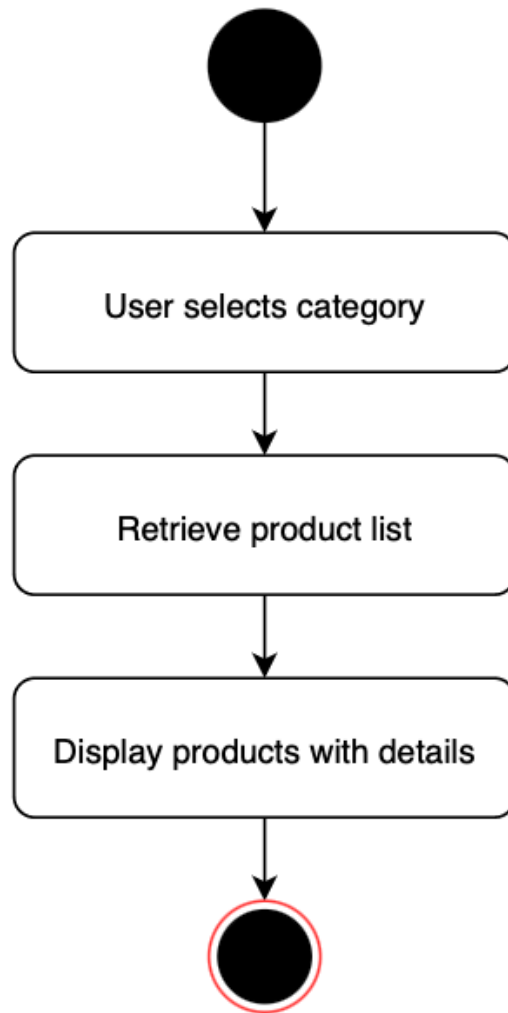 User selects category
Retrieve product list
Display products with details